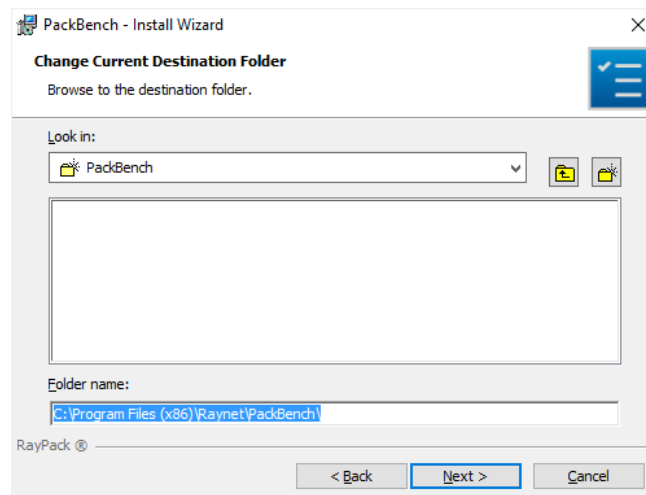 PackBench - Install Wizard
Change Current Destination Folder
Browse to the destination folder.
Look in:
PackBench
Folder name:
C:\Program Files (x86)\Raynet\PackBench\
RayPack ®
< Back Next > Cancel